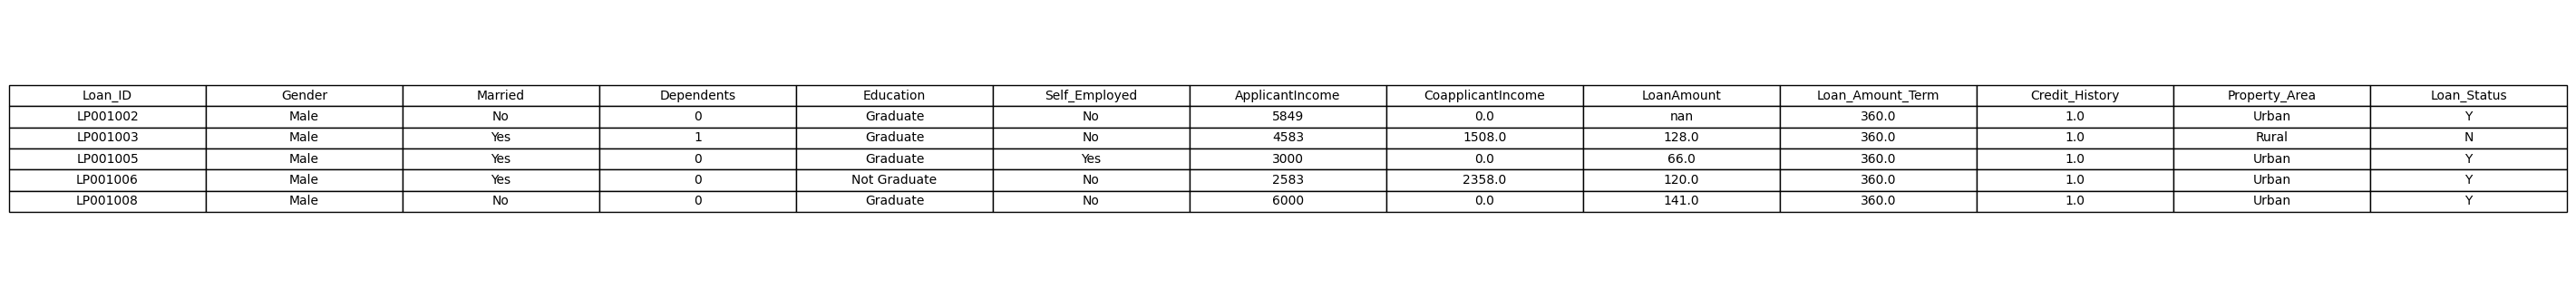 Loan_ID Gender Married Dependents Education Self_Employed ApplicantIncome CoapplicantIncome LoanAmount Loan_Amount_Term Credit_History Property_Area Loan_Status
LP001002 Male No 0 Graduate No 5849 0.0 nan 360.0 1.0 Urban Y
LP001003 Male Yes 1 Graduate No 4583 1508.0 128.0 360.0 1.0 Rural N
LP001005 Male Yes 0 Graduate Yes 3000 0.0 66.0 360.0 1.0 Urban Y
LP001006 Male Yes 0 Not Graduate No 2583 2358.0 120.0 360.0 1.0 Urban Y
LP001008 Male No 0 Graduate No 6000 0.0 141.0 360.0 1.0 Urban Y